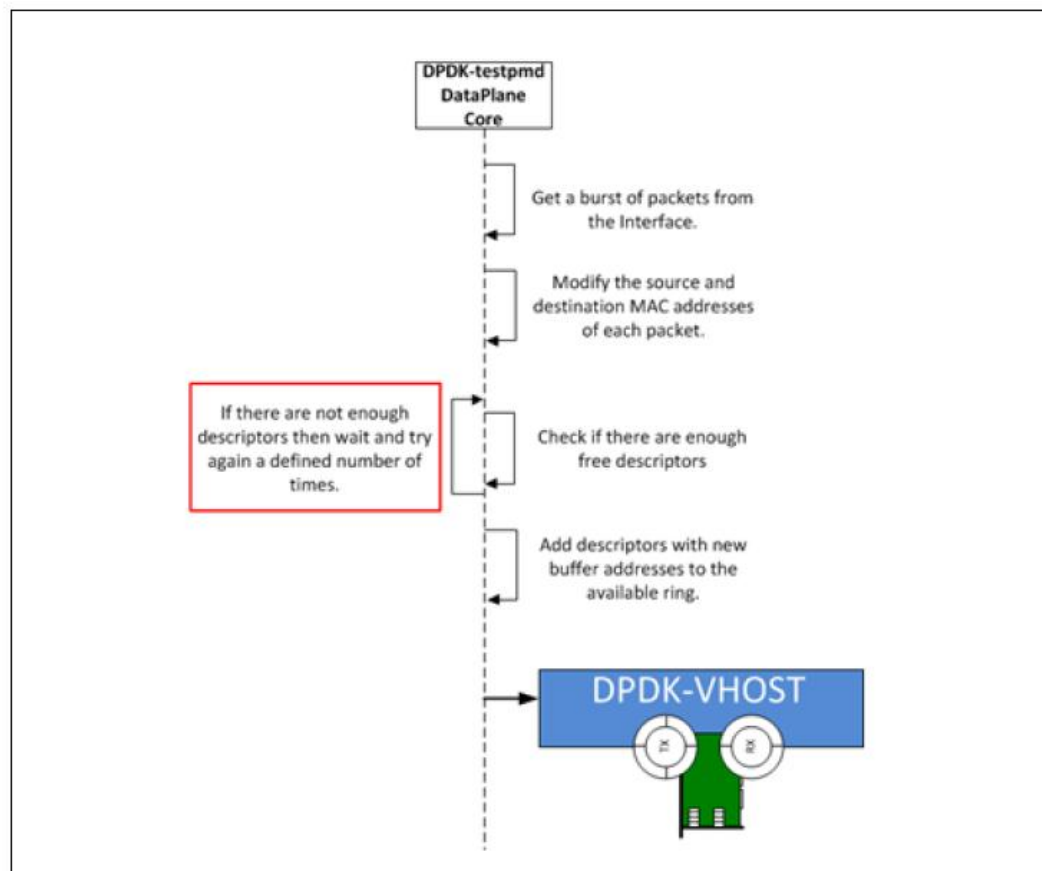 DPDK-testpmd
DataPlane
Core
Get a burst of packets from
the Interface.
Modify the source and
destination MAC addresses
of each packet.
If there are not enough
descriptors then wait and try
again a defined number of
times.
Check if there are enough
free descriptors
Add descriptors with new
buffer addresses to the
available ring.
DPDK-VHOST
TX
RX